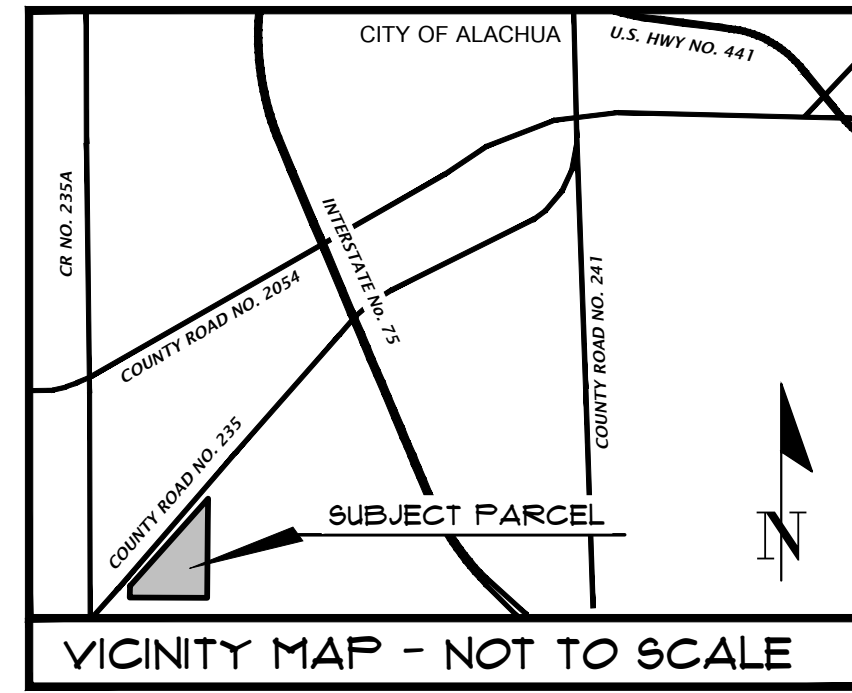 CITY OF ALACHUA
U.S. HWY NO. 441
CR NO. 235A
INTERSTATE No. 75
COUNTY ROAD NO. 2054
COUNTY ROAD NO. 241
COUNTY ROAD NO. 235
SUBJECT PARCEL
N
VICINITY MAP - NOT TO SCALE